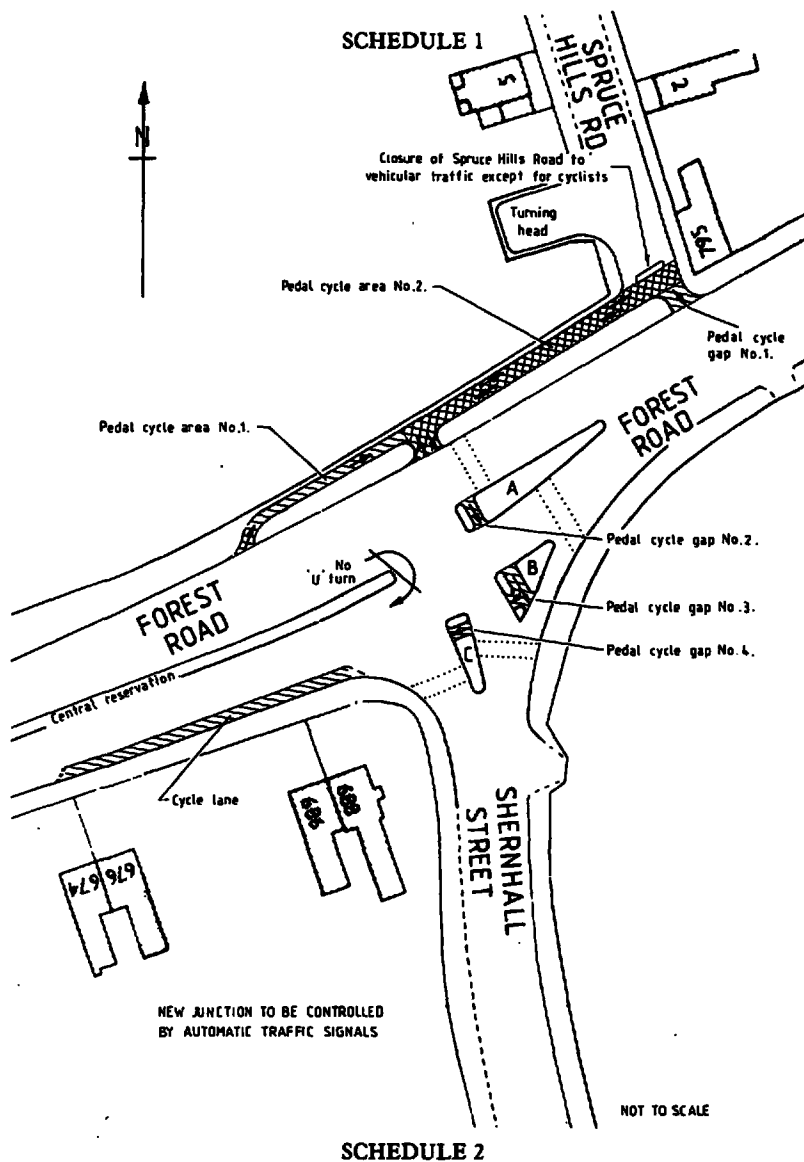 SCHEDULE 1
SPRUCE
HILLS RD
5
2
N
Closure of Spruce Hills Road to
vehicular traffic except for cyclists
Turning
head
795
Pedal cycle area No.2.
Pedal cycle
gap No.1.
FOREST
ROAD
Pedal cycle area No.1.
A
Pedal cycle gap No.2.
No
'U' turn
B
Pedal cycle gap No.3.
FOREST
ROAD
C
Pedal cycle gap No.4.
Central reservation
Cycle lane
686
688
SHERNHALL
STREET
674
676
NEW JUNCTION TO BE CONTROLLED
BY AUTOMATIC TRAFFIC SIGNALS
NOT TO SCALE
SCHEDULE 2